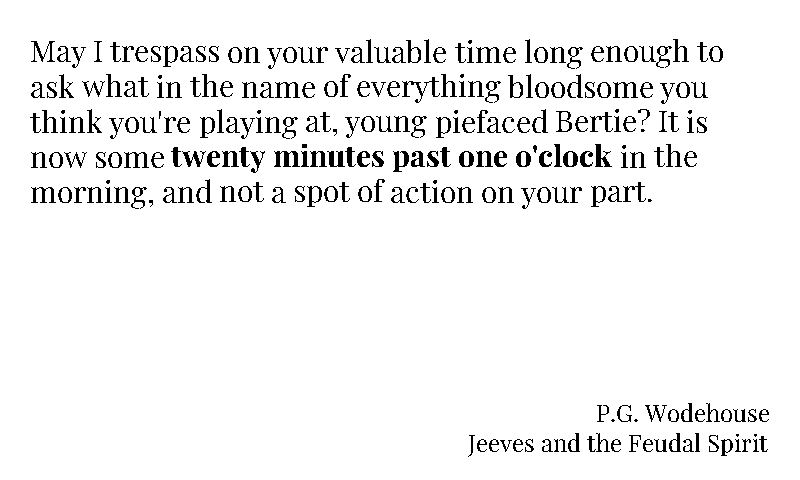 May I trespass on your valuable time long enough to
ask what in the name of everything bloodsome you
think you're playing at, young piefaced Bertie? It is
now some twenty minutes past one o'clock in the
morning, and not a spot of action on your part.
P.G. Wodehouse
Jeeves and the Feudal Spirit